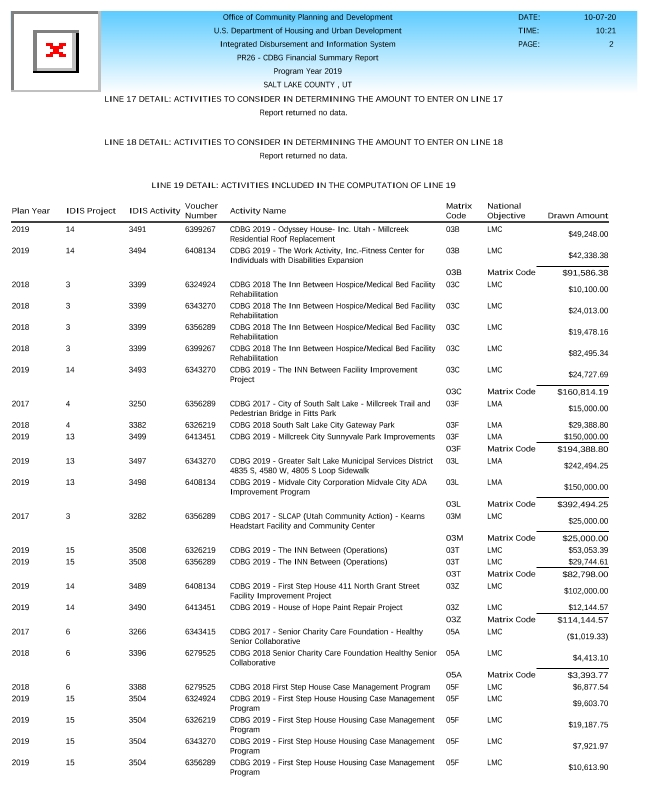 Office of Community Planning and Development DATE: 10-07-20
U.S. Department of Housing and Urban Development TIME: 10:21
Integrated Disbursement and Information System PAGE: 2
PR26 - CDBG Financial Summary Report
Program Year 2019
SALT LAKE COUNTY , UT
LINE 17 DETAIL: ACTIVITIES TO CONSIDER IN DETERMINING THE AMOUNT TO ENTER ON LINE 17
Report returned no data.
LINE 18 DETAIL: ACTIVITIES TO CONSIDER IN DETERMINING THE AMOUNT TO ENTER ON LINE 18
Report returned no data.
LINE 19 DETAIL: ACTIVITIES INCLUDED IN THE COMPUTATION OF LINE 19
Plan Year IDIS Project IDIS Activity Voucher Number Activity Name Matrix Code National Objective Drawn Amount
2019 14 3491 6399267 CDBG 2019 - Odyssey House- Inc. Utah - Millcreek 03B LMC $49,248.00
Residential Roof Replacement
2019 14 3494 6408134 CDBG 2019 - The Work Activity, Inc.-Fitness Center for 03B LMC $42,338.38
Individuals with Disabilities Expansion
03B Matrix Code $91,586.38
2018 3 3399 6324924 CDBG 2018 The Inn Between Hospice/Medical Bed Facility 03C LMC $10,100.00
Rehabilitation
2018 3 3399 6343270 CDBG 2018 The Inn Between Hospice/Medical Bed Facility 03C LMC $24,013.00
Rehabilitation
2018 3 3399 6356289 CDBG 2018 The Inn Between Hospice/Medical Bed Facility 03C LMC $19,478.16
Rehabilitation
2018 3 3399 6399267 CDBG 2018 The Inn Between Hospice/Medical Bed Facility 03C LMC $82,495.34
Rehabilitation
2019 14 3493 6343270 CDBG 2019 - The INN Between Facility Improvement 03C LMC $24,727.69
Project
03C Matrix Code $160,814.19
2017 4 3250 6356289 CDBG 2017 - City of South Salt Lake - Millcreek Trail and 03F LMA $15,000.00
Pedestrian Bridge in Fitts Park
2018 4 3382 6326219 CDBG 2018 South Salt Lake City Gateway Park 03F LMA $29,388.80
2019 13 3499 6413451 CDBG 2019 - Millcreek City Sunnyvale Park Improvements 03F LMA $150,000.00
03F Matrix Code $194,388.80
2019 13 3497 6343270 CDBG 2019 - Greater Salt Lake Municipal Services District 03L LMA $242,494.25
4835 S, 4580 W, 4805 S Loop Sidewalk
2019 13 3498 6408134 CDBG 2019 - Midvale City Corporation Midvale City ADA 03L LMA $150,000.00
Improvement Program
03L Matrix Code $392,494.25
2017 3 3282 6356289 CDBG 2017 - SLCAP (Utah Community Action) - Kearns 03M LMC $25,000.00
Headstart Facility and Community Center
03M Matrix Code $25,000.00
2019 15 3508 6326219 CDBG 2019 - The INN Between (Operations) 03T LMC $53,053.39
2019 15 3508 6356289 CDBG 2019 - The INN Between (Operations) 03T LMC $29,744.61
03T Matrix Code $82,798.00
2019 14 3489 6408134 CDBG 2019 - First Step House 411 North Grant Street 03Z LMC $102,000.00
Facility Improvement Project
2019 14 3490 6413451 CDBG 2019 - House of Hope Paint Repair Project 03Z LMC $12,144.57
03Z Matrix Code $114,144.57
2017 6 3266 6343415 CDBG 2017 - Senior Charity Care Foundation - Healthy 05A LMC ($1,019.33)
Senior Collaborative
2018 6 3396 6279525 CDBG 2018 Senior Charity Care Foundation Healthy Senior 05A LMC $4,413.10
Collaborative
05A Matrix Code $3,393.77
2018 6 3388 6279525 CDBG 2018 First Step House Case Management Program 05F LMC $6,877.54
2019 15 3504 6324924 CDBG 2019 - First Step House Housing Case Management 05F LMC $9,603.70
Program
2019 15 3504 6326219 CDBG 2019 - First Step House Housing Case Management 05F LMC $19,187.75
Program
2019 15 3504 6343270 CDBG 2019 - First Step House Housing Case Management 05F LMC $7,921.97
Program
2019 15 3504 6356289 CDBG 2019 - First Step House Housing Case Management 05F LMC $10,613.90
Program